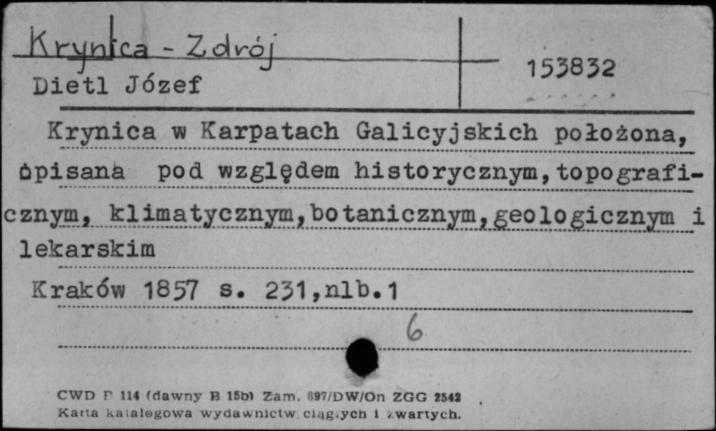 Krynica - Zdrój
153832
Dietl Józef
Krynica w Karpatach Galicyjskich położona,
opisana pod względem historycznym,topografi-
cznym, klimatycznym,botanicznym,geologicznym i
lekarskim
Kraków 1857 s. 231,nlb.1
6
CWD P 114 (dawny B 15b) Zam. 897/DW/On ZGG 2542
Karta katalogowa wydawnictw ciągłych i zwartych.